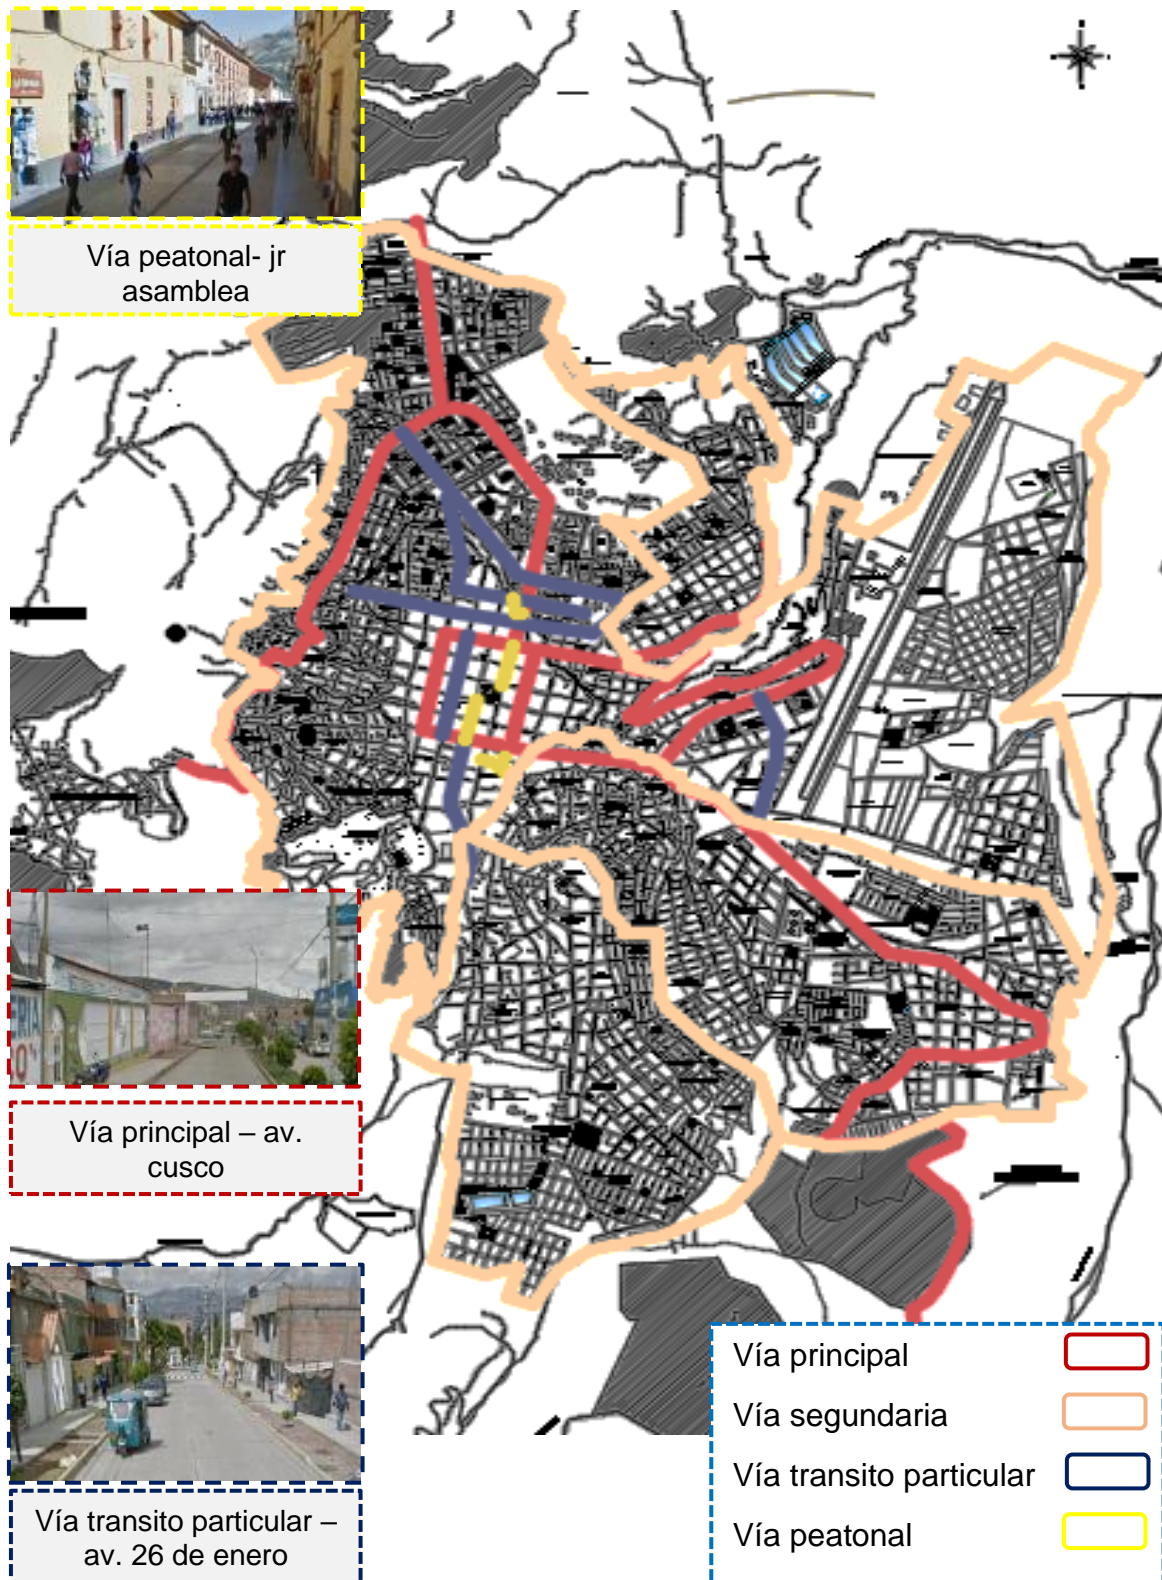 Vía peatonal- jr
asamblea
ERIA
O"
Vía principal – av.
cusco
Vía transito particular –
av. 26 de enero
Vía principal
Vía segundaria
Vía transito particular
Vía peatonal